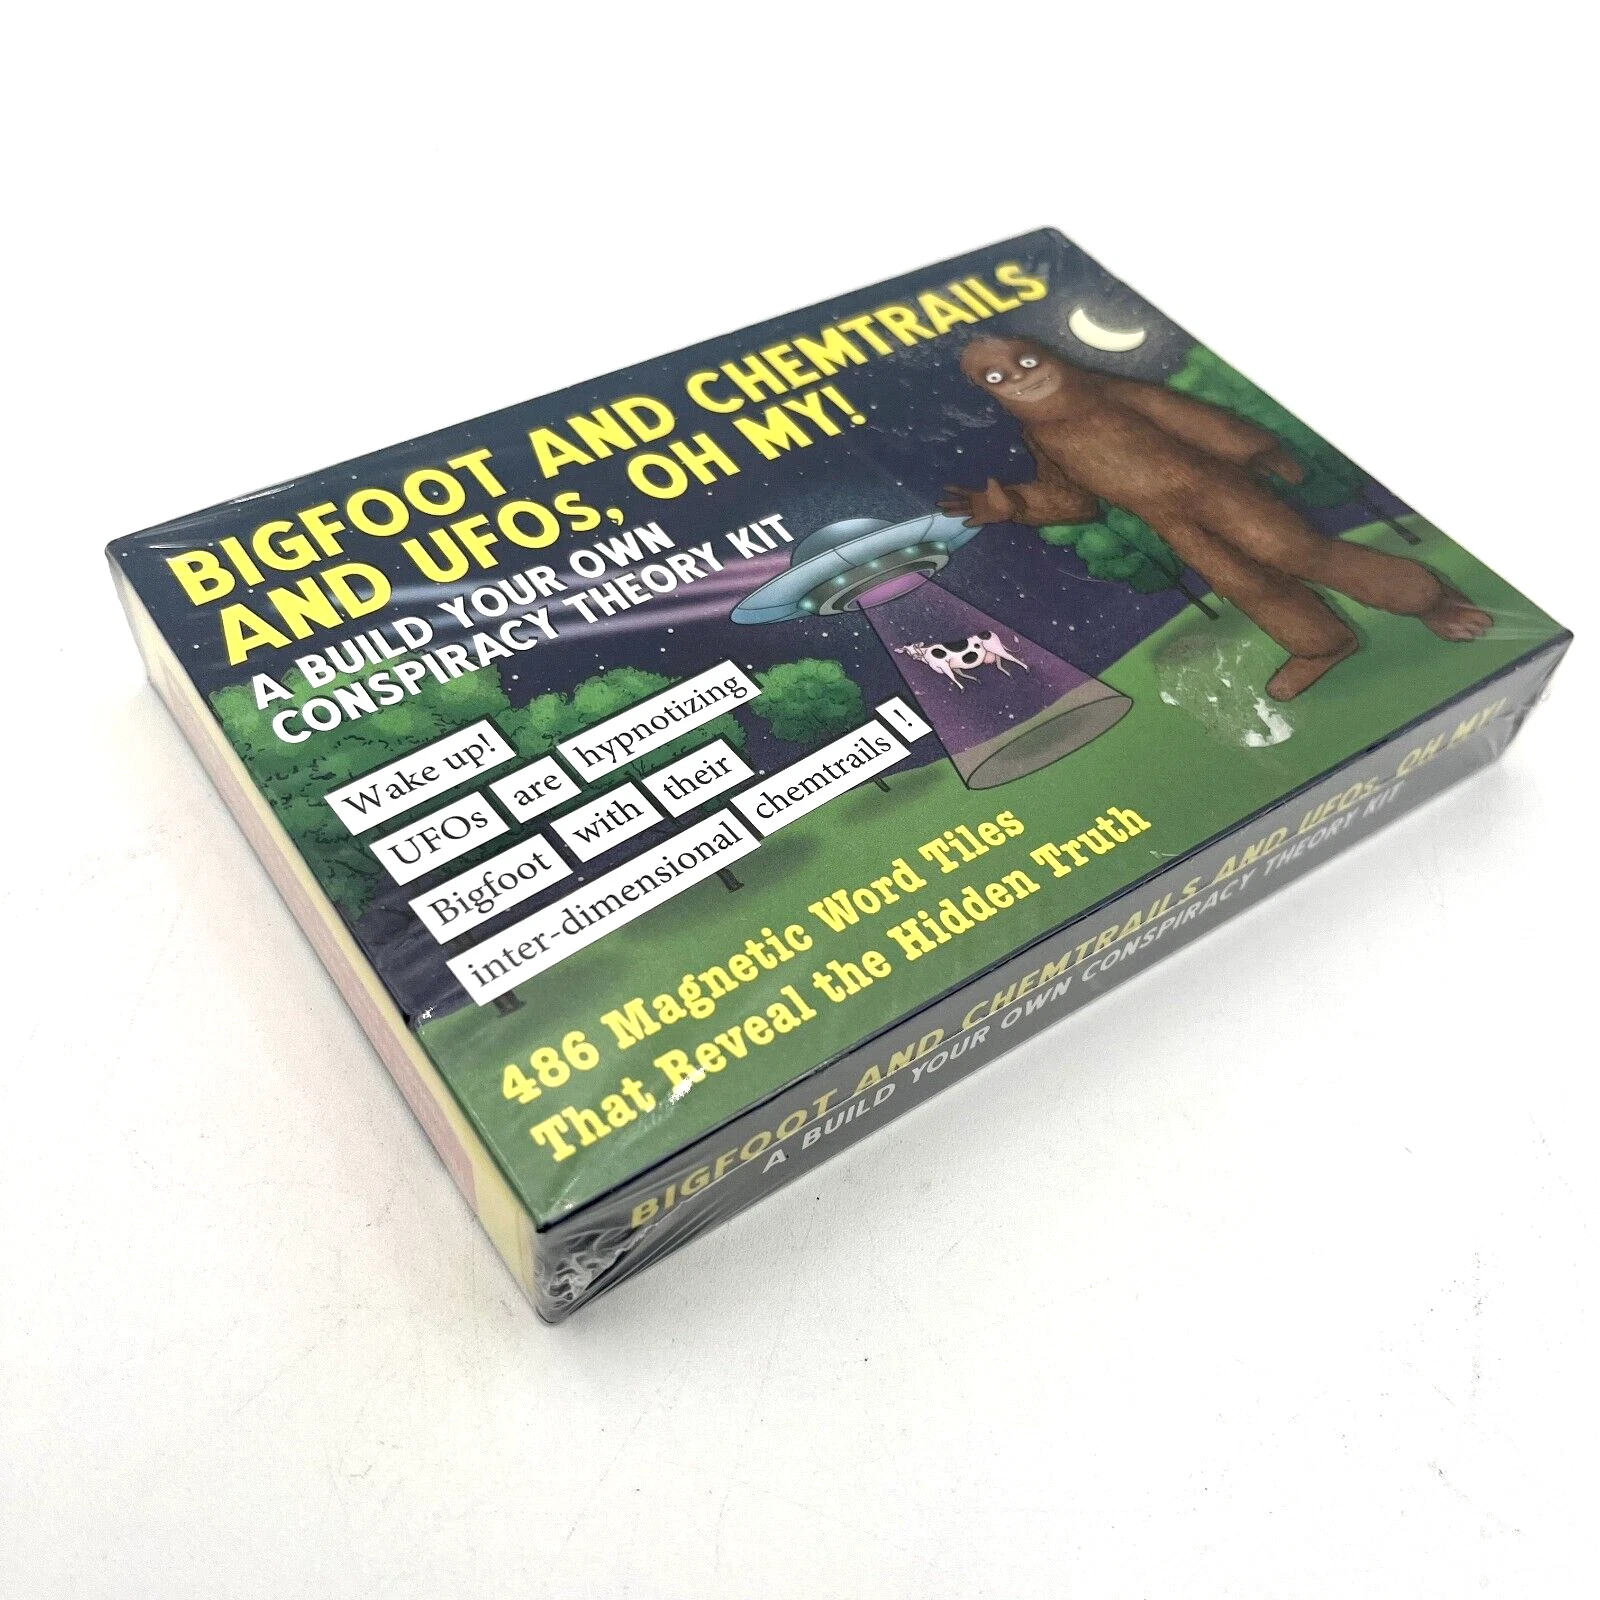 BIGFOOT AND CHEMTRAILS
AND UFOs, OH MY!
A BUILD YOUR OWN
CONSPIRACY THEORY KIT
Wake up!
UFOs are hypnotizing
Bigfoot with their
inter-dimensional chemtrails !
486 Magnetic Word Tiles
That Reveal the Hidden Truth
BIGFOOT AND CHEMTRAILS AND UFOs, OH MY!
A BUILD YOUR OWN CONSPIRACY THEORY KIT